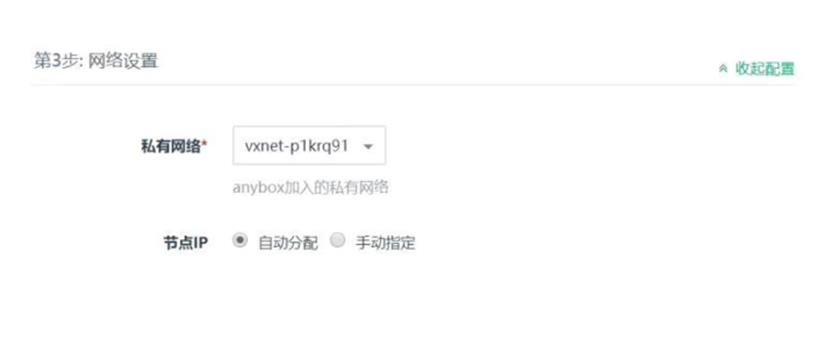 第3步: 网络设置
收起配置
私有网络* vxnet-p1krq91
anybox加入的私有网络
节点IP 自动分配 手动指定